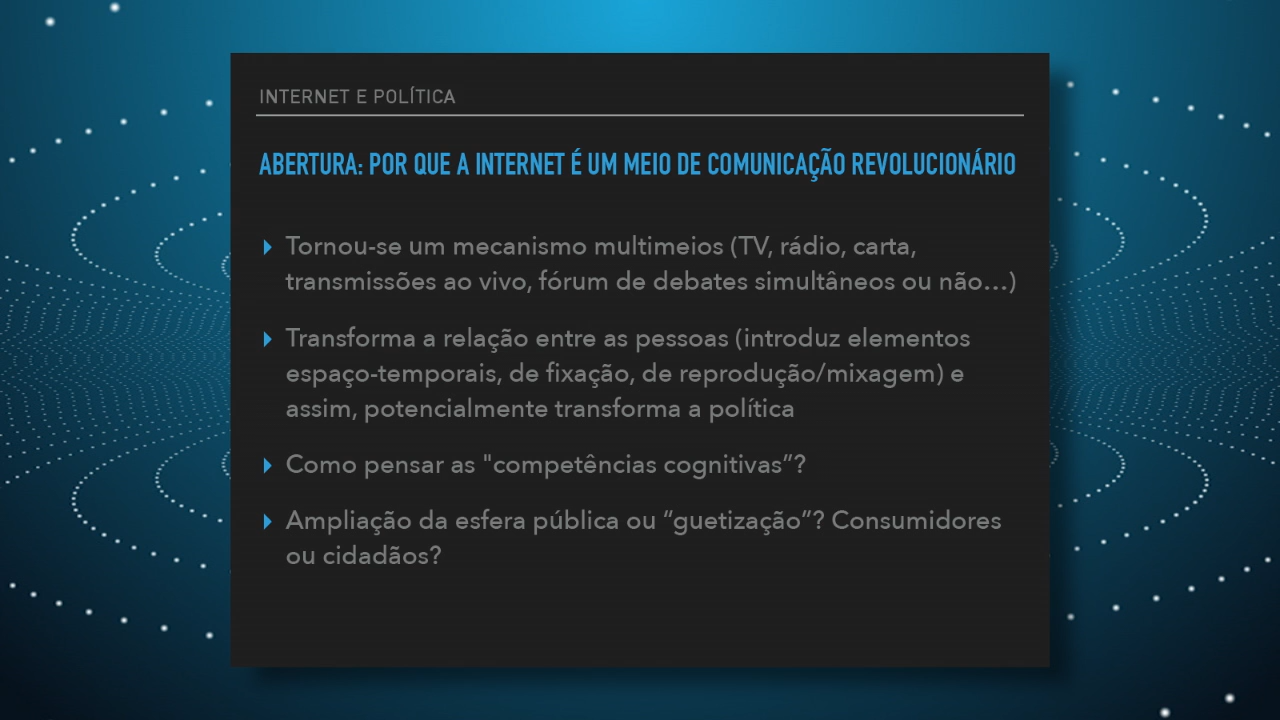 INTERNET E POLÍTICA
ABERTURA: POR QUE A INTERNET É UM MEIO DE COMUNICAÇÃO REVOLUCIONÁRIO
Tornou-se um mecanismo multimeios (TV, rádio, carta,
transmissões ao vivo, fórum de debates simultâneos ou não…)
Transforma a relação entre as pessoas (introduz elementos
espaço-temporais, de fixação, de reprodução/mixagem) e
assim, potencialmente transforma a política
Como pensar as "competências cognitivas”?
Ampliação da esfera pública ou “guetização”? Consumidores
ou cidadãos?